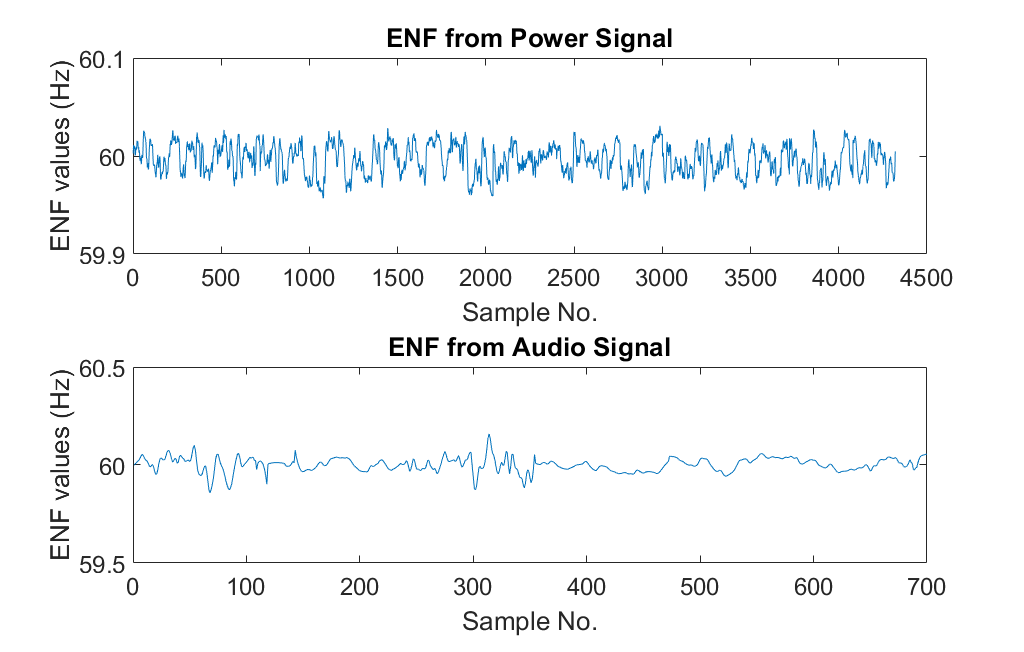 ENF from Power Signal
60.1
60
59.9
ENF values (Hz)
0 500 1000 1500 2000 2500 3000 3500 4000 4500
Sample No.
ENF from Audio Signal
60.5
60
59.5
ENF values (Hz)
0 100 200 300 400 500 600 700
Sample No.